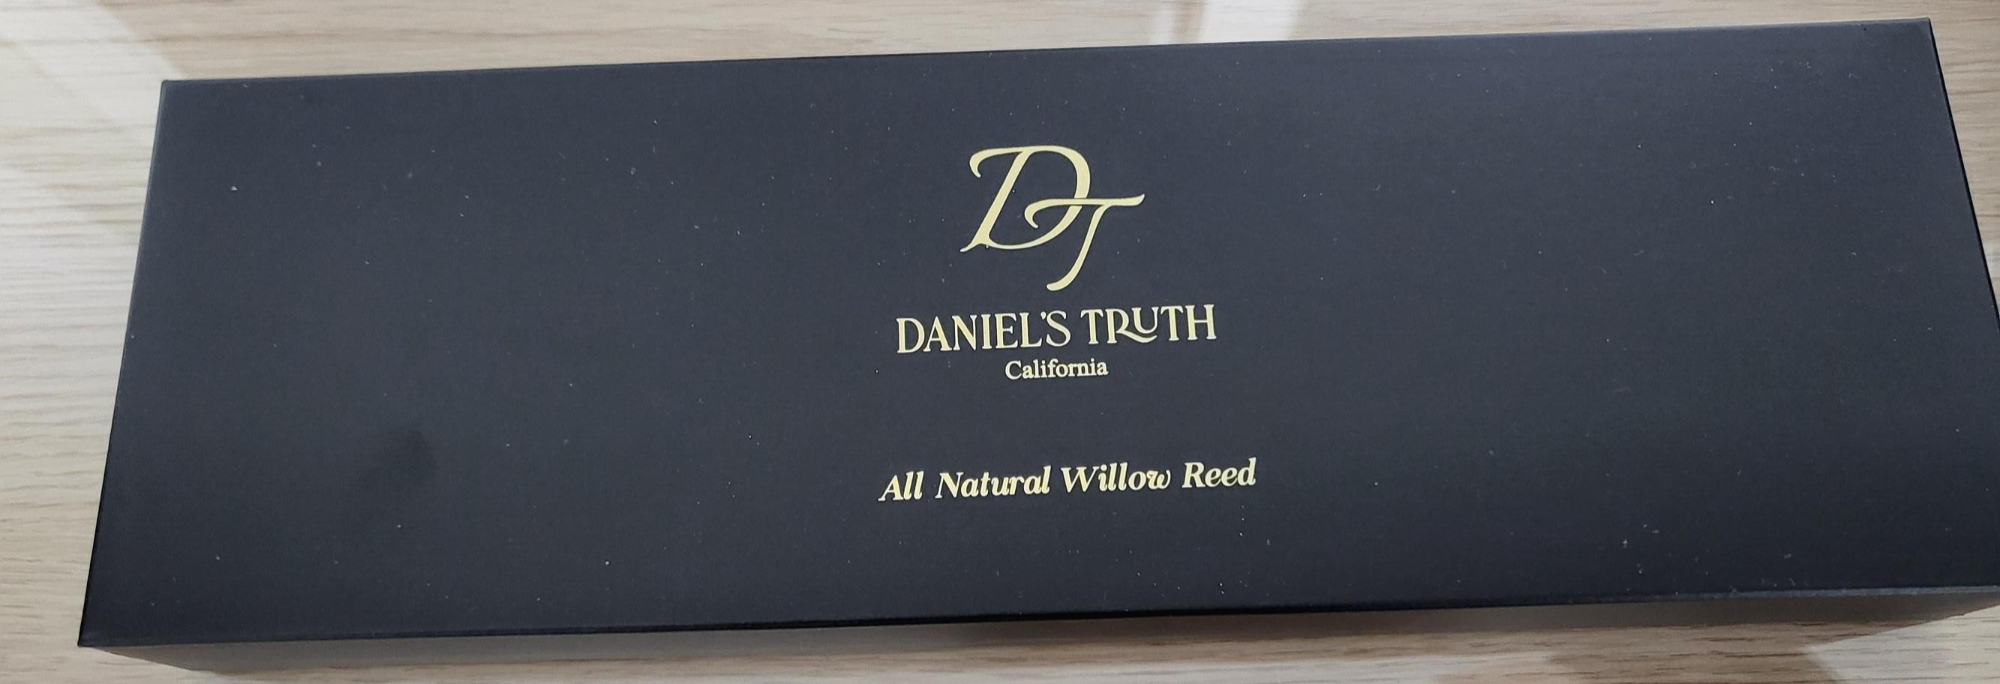 DT
DANIEL'S TRUTH
California
All Natural Willow Reed